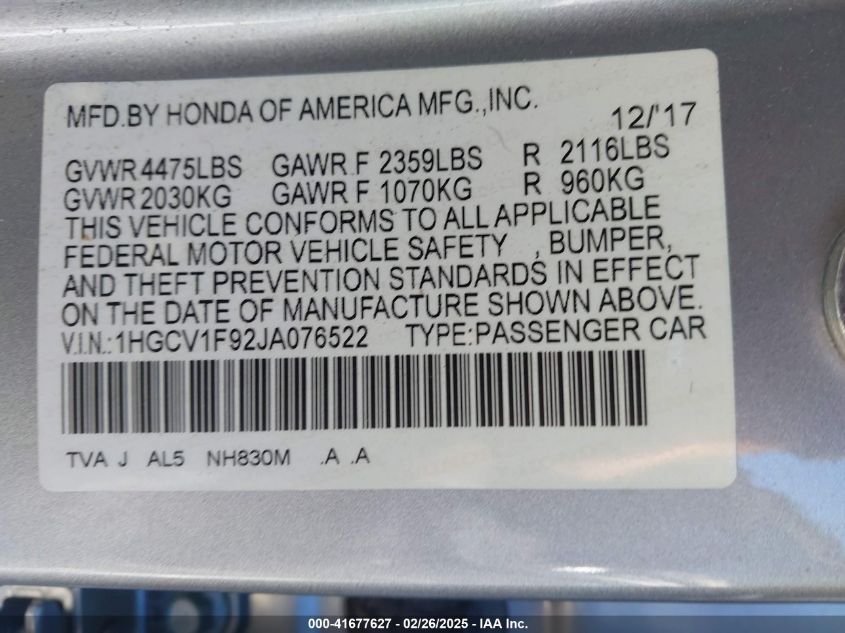 MFD.BY HONDA OF AMERICA MFG.,INC. 12/'17
GVWR 4475LBS GAWR F 2359LBS R 2116LBS
GVWR 2030KG GAWR F 1070KG R 960KG
THIS VEHICLE CONFORMS TO ALL APPLICABLE
FEDERAL MOTOR VEHICLE SAFETY , BUMPER,
AND THEFT PREVENTION STANDARDS IN EFFECT
ON THE DATE OF MANUFACTURE SHOWN ABOVE.
V.I.N.:1HGCV1F92JA076522 TYPE:PASSENGER CAR
TVA J AL5 NH830M .A .A
000-41677627 - 02/26/2025 - IAA Inc.